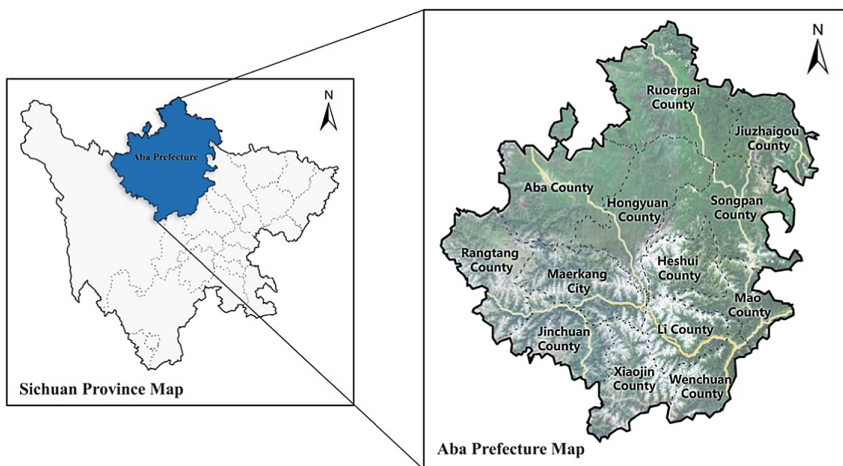 N
Aba Prefecture
Sichuan Province Map
N
Ruoergai
County
Jiuzhaigou
County
Aba County
Hongyuan
County
Songpan
County
Rangtang
County
Maerkang
City
Heshui
County
Mao
County
Li County
Jinchuan
County
Xiaojin
County
Wenchuan
County
Aba Prefecture Map